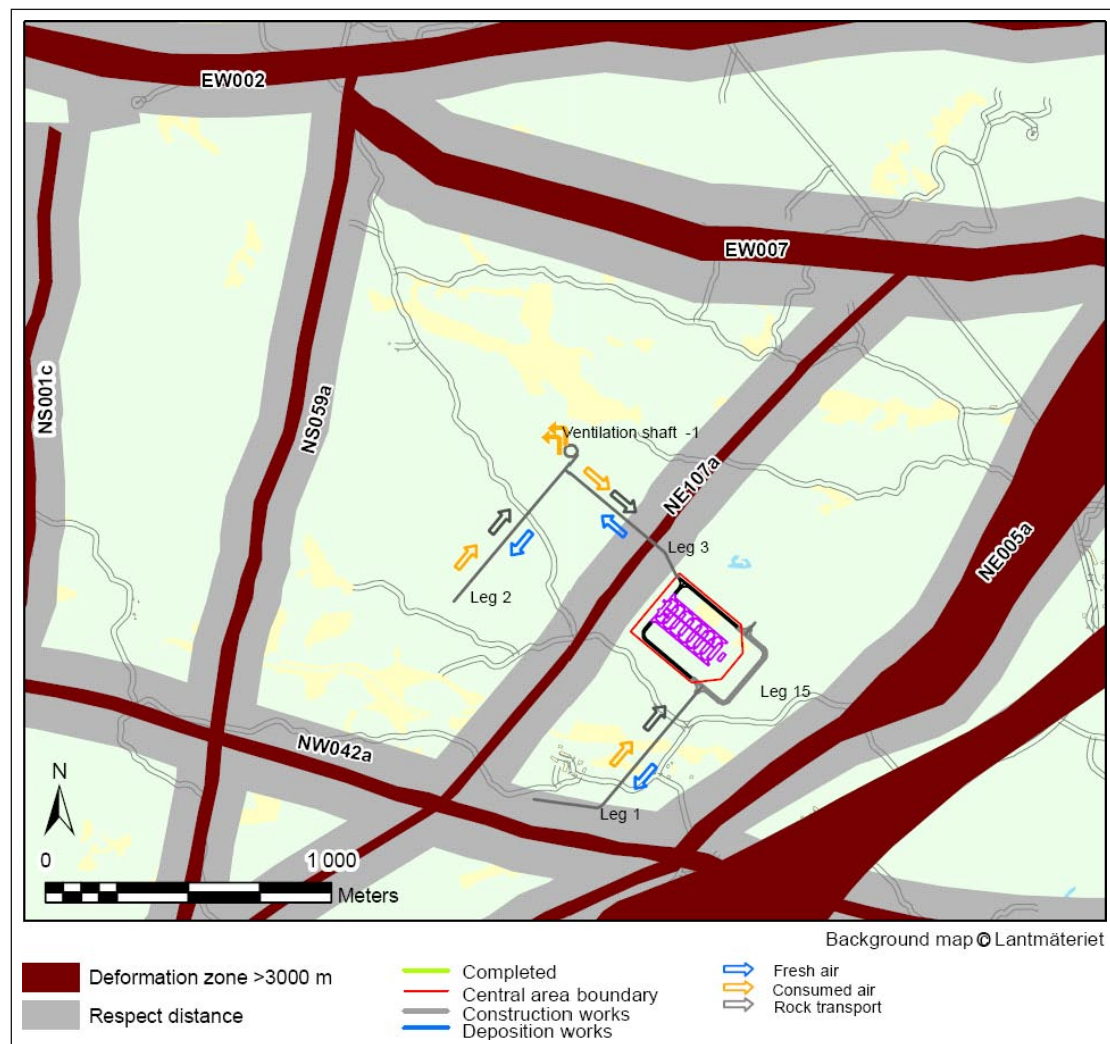 EW002
EW007
NS001c
NS059a
Ventilation shaft -1
NE107a
NE005a
Leg 3
Leg 2
Leg 15
NW042a
Leg 1
N
0 1 000
Meters
Background map © Lantmäteriet
Deformation zone >3000 m
Respect distance
Completed
Central area boundary
Construction works
Deposition works
Fresh air
Consumed air
Rock transport